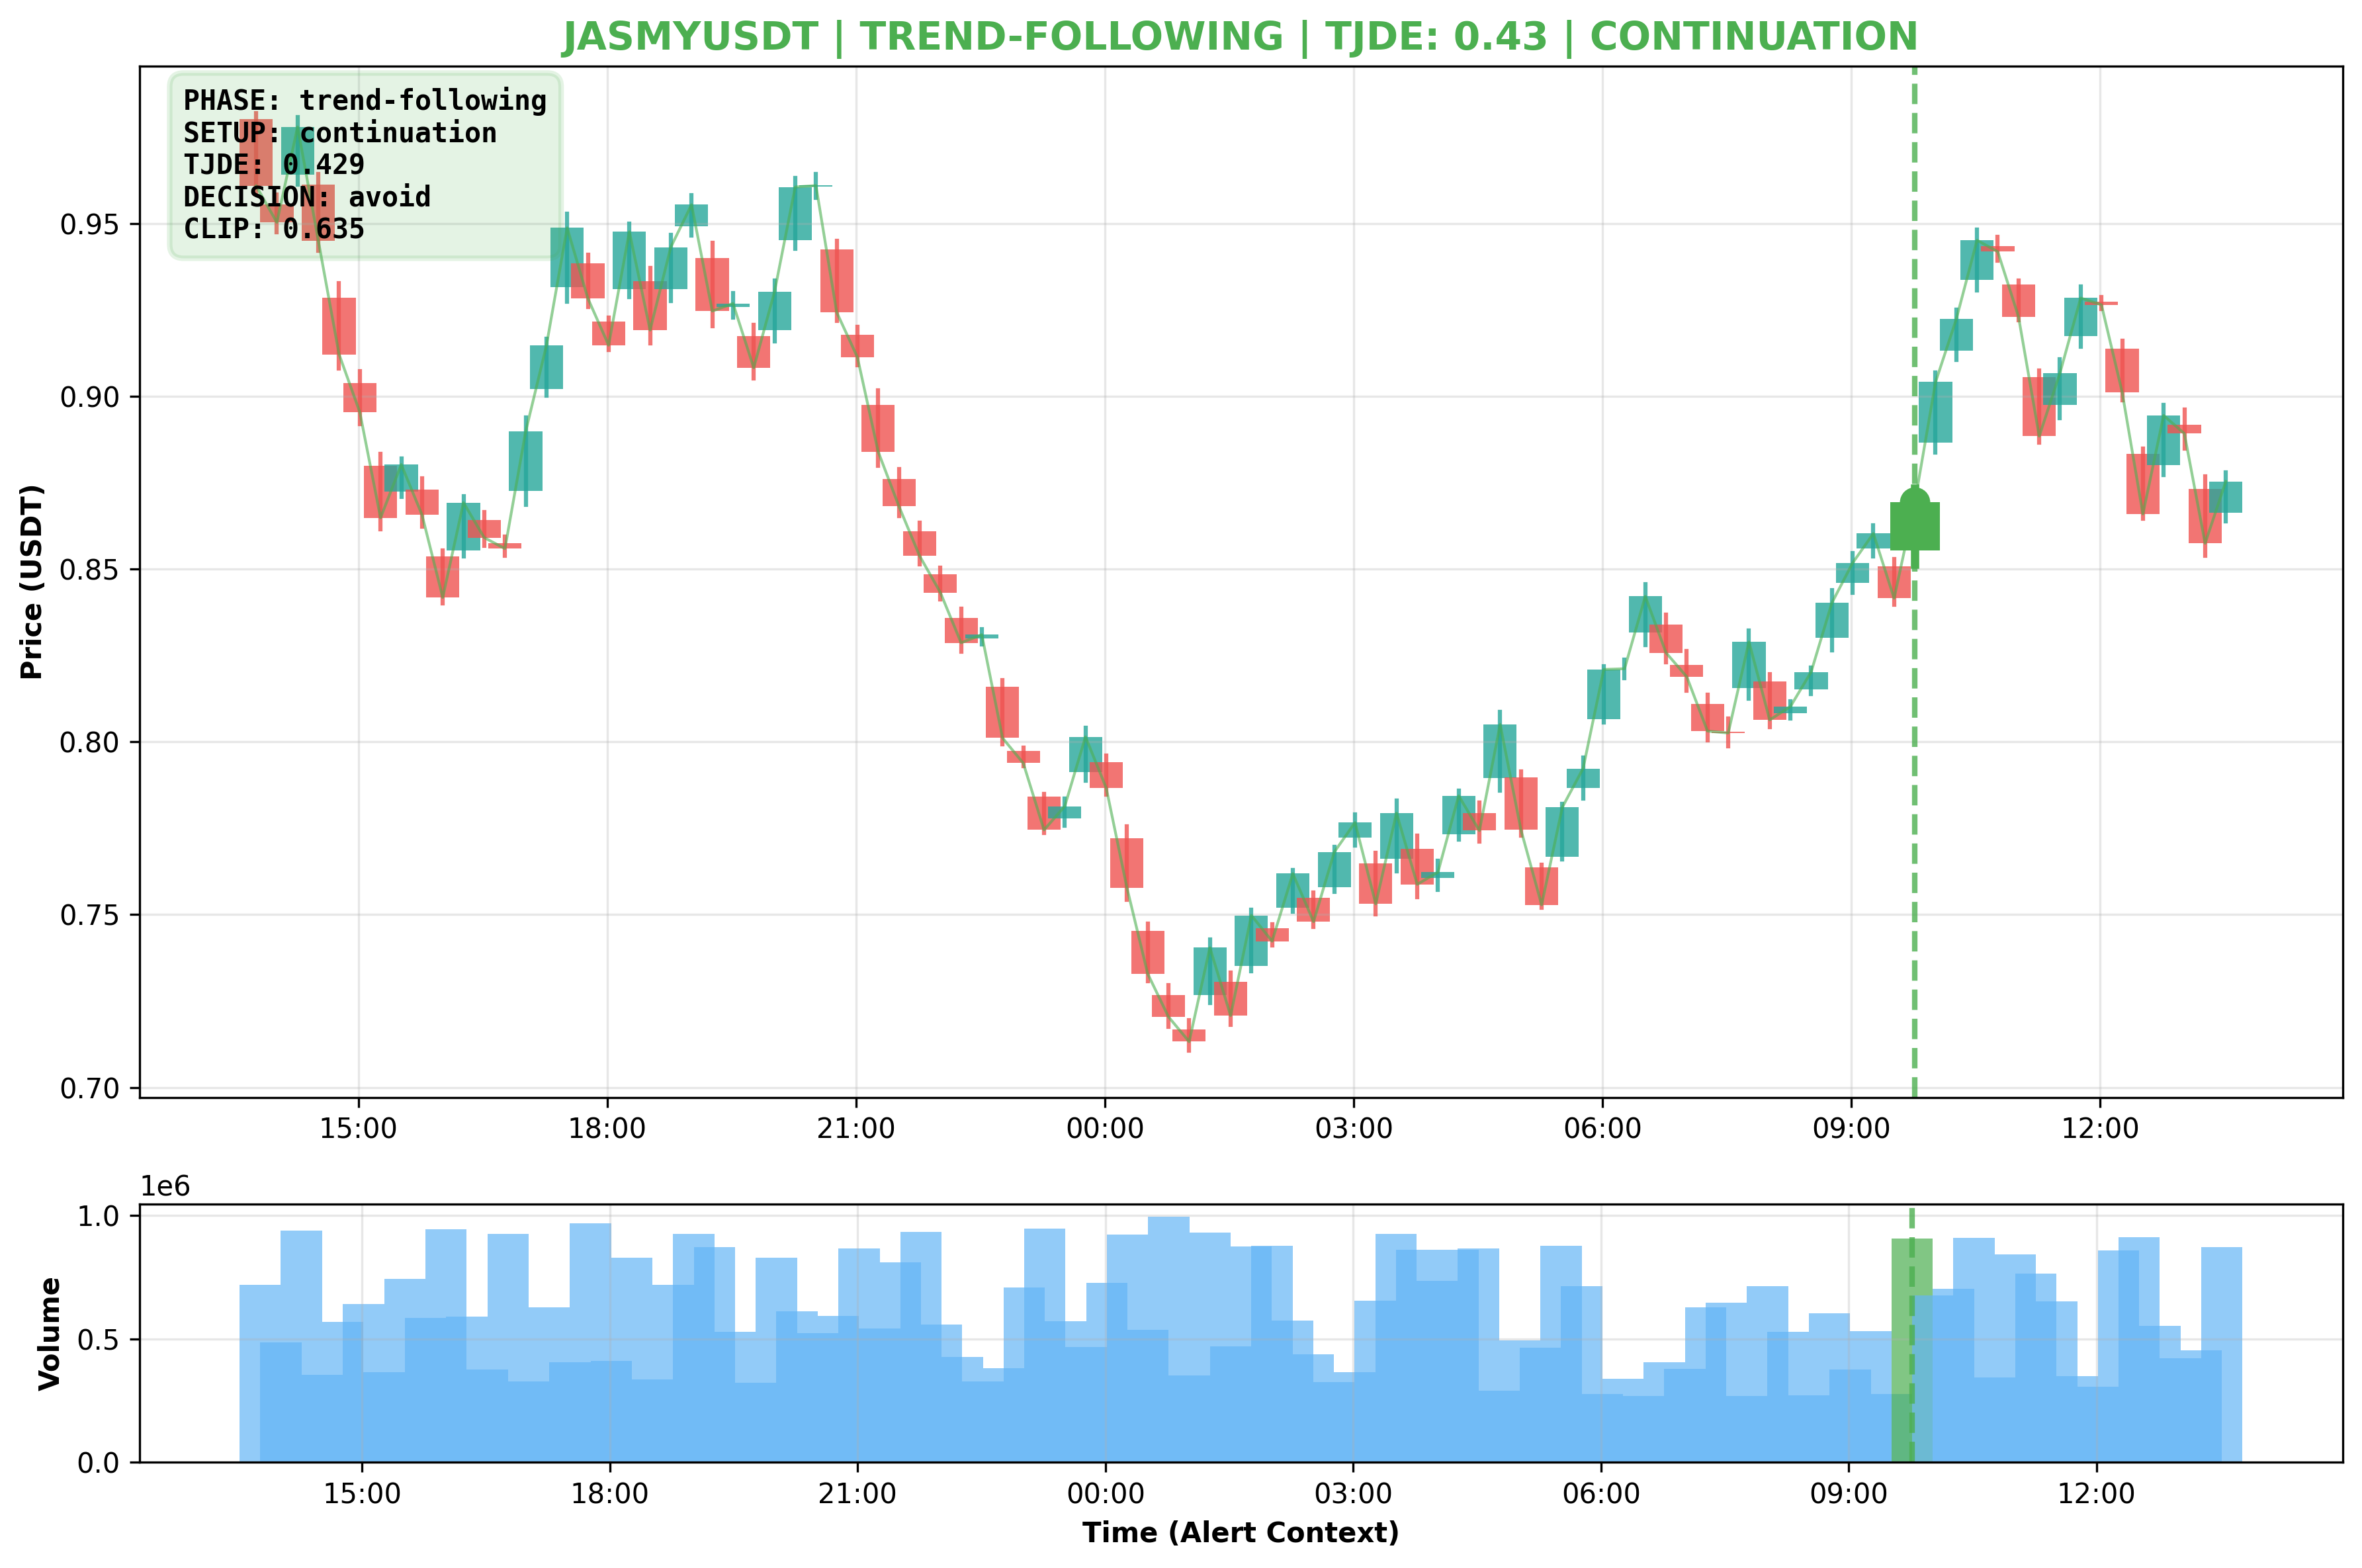 JASMYUSDT | TREND-FOLLOWING | TJDE: 0.43 | CONTINUATION
PHASE: trend-following
SETUP: continuation
TJDE: 0.429
DECISION: avoid
CLIP: 0.635
Price (USDT)
0.95
0.90
0.85
0.80
0.75
0.70
15:00 18:00 21:00 00:00 03:00 06:00 09:00 12:00
1e6
Volume
1.0
0.5
0.0
15:00 18:00 21:00 00:00 03:00 06:00 09:00 12:00
Time (Alert Context)